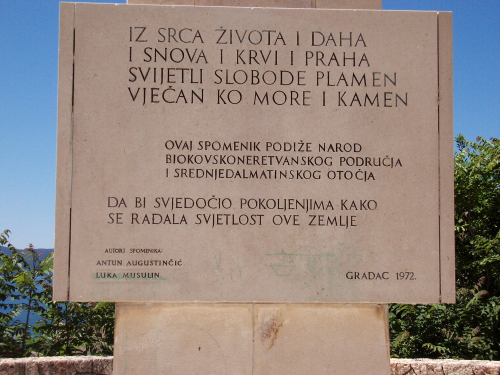 IZ SRCA ŽIVOTA I DAHA
I SNOVA I KRVI I PRAHA
SVIJETLI SLOBODE PLAMEN
VJEČAN KO MORE I KAMEN
OVAJ SPOMENIK PODIŽE NAROD
BIOKOVSKONERETVANSKOG PODRUČJA
I SREDNJEDALMATINSKOG OTOČJA
DA BI SVJEDOČIO POKOLJENJIMA KAKO
SE RAĐALA SVJETLOST OVE ZEMLJE
AUTORI SPOMENIKA:
ANTUN AUGUSTINČIĆ
LUKA MUSULIN
GRADAC 1972.